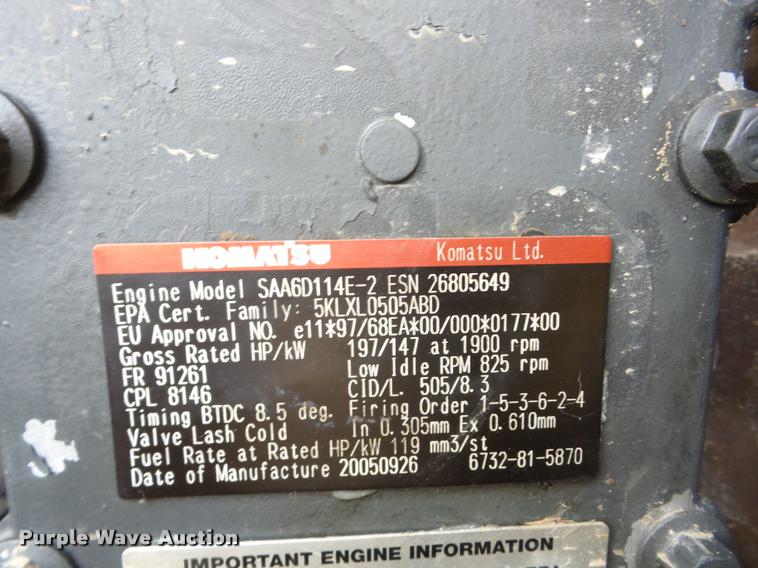 KOMATSU Komatsu Ltd.
Engine Model SAA6D114E-2 ESN 26805649
EPA Cert. Family: 5KLXL0505ABD
EU Approval NO. e11*97/68EA*00/000*0177*00
Gross Rated HP/kW 197/147 at 1900 rpm
FR 91261 Low Idle RPM 825 rpm
CPL 8146 CID/L. 505/8.3
Timing BTDC 8.5 deg. Firing Order 1-5-3-6-2-4
Valve Lash Cold In 0.305mm Ex 0.610mm
Fuel Rate at Rated HP/kW 119 mm3/st
Date of Manufacture 20050926 6732-81-5870
Purple Wave Auction
IMPORTANT ENGINE INFORMATION